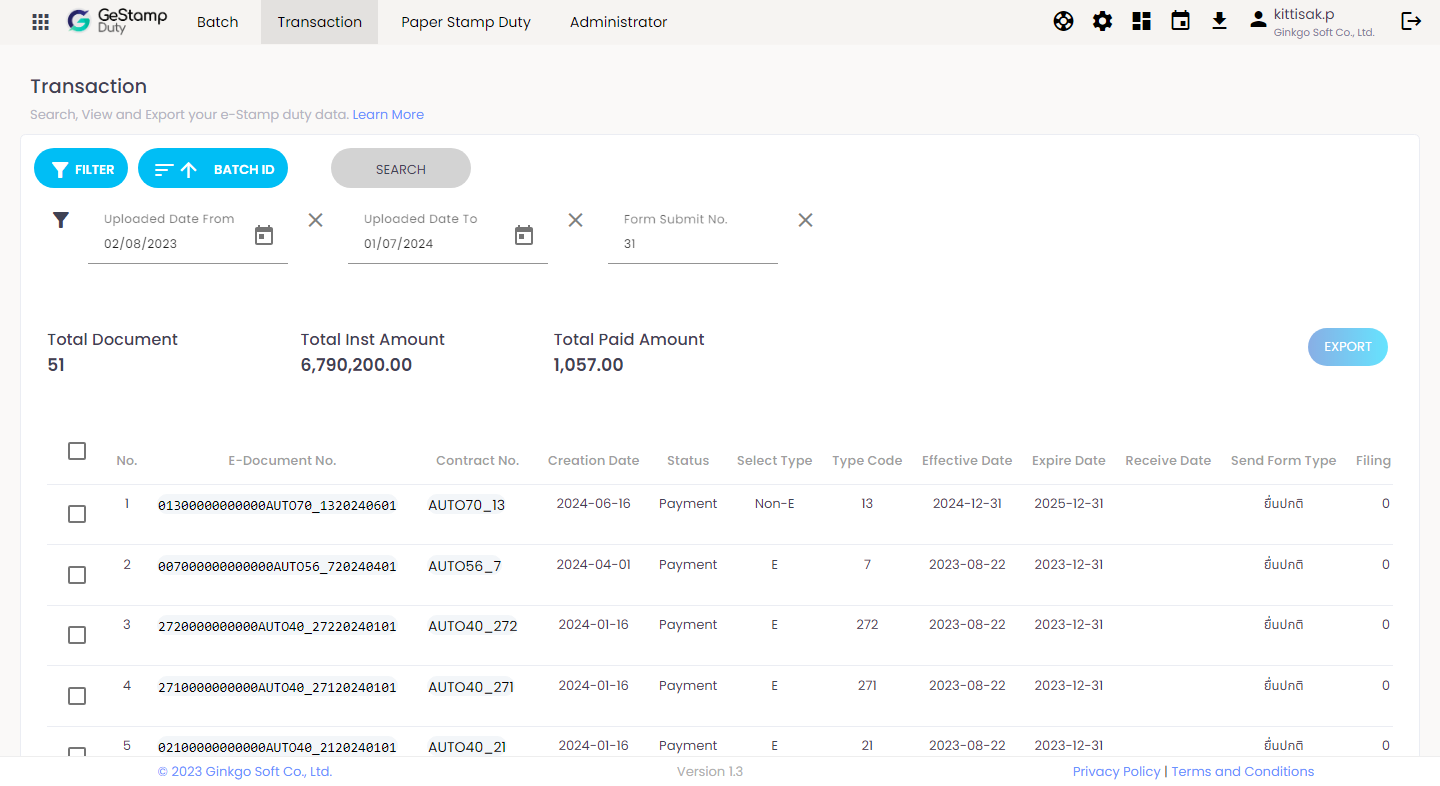 GeStamp
Duty
Batch
Transaction
Paper Stamp Duty
Administrator
kittisak.p
Ginkgo Soft Co., Ltd.
Transaction
Search, View and Export your e-Stamp duty data. Learn More
FILTER
BATCH ID
SEARCH
Uploaded Date From
02/08/2023
Uploaded Date To
01/07/2024
Form Submit No.
31
Total Document
51
Total Inst Amount
6,790,200.00
Total Paid Amount
1,057.00
EXPORT
No. E-Document No. Contract No. Creation Date Status Select Type Type Code Effective Date Expire Date Receive Date Send Form Type Filing
1 01300000000000AUTO70_1320240601 AUTO70_13 2024-06-16 Payment Non-E 13 2024-12-31 2025-12-31 ยื่นปกติ 0
2 007000000000000AUTO56_720240401 AUTO56_7 2024-04-01 Payment E 7 2023-08-22 2023-12-31 ยื่นปกติ 0
3 2720000000000AUTO40_27220240101 AUTO40_272 2024-01-16 Payment E 272 2023-08-22 2023-12-31 ยื่นปกติ 0
4 2710000000000AUTO40_27120240101 AUTO40_271 2024-01-16 Payment E 271 2023-08-22 2023-12-31 ยื่นปกติ 0
5 02100000000000AUTO40_2120240101 AUTO40_21 2024-01-16 Payment E 21 2023-08-22 2023-12-31 ยื่นปกติ 0
© 2023 Ginkgo Soft Co., Ltd.
Version 1.3
Privacy Policy | Terms and Conditions